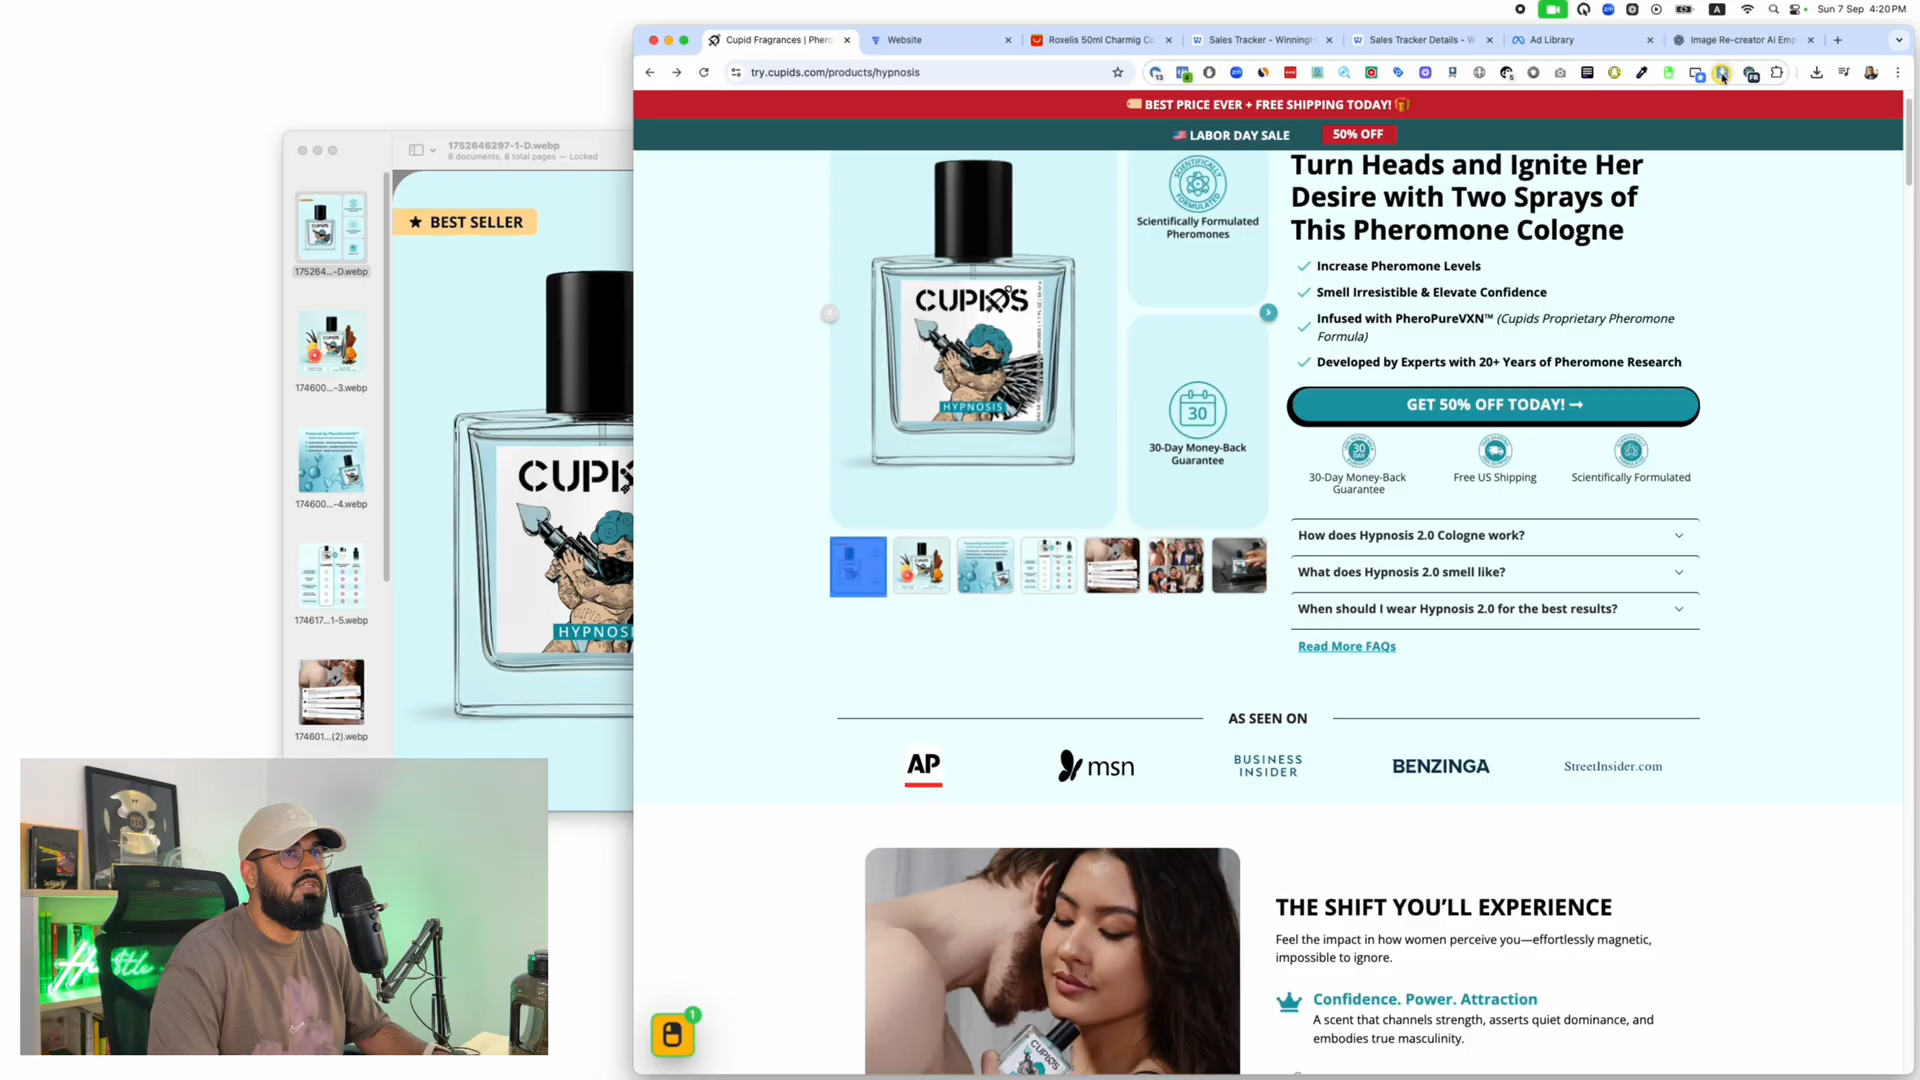 Sun 7 Sep 4:20 PM
Cupid Fragrances | Phero
Website
Roxelis 50ml Charmig Co
Sales Tracker - WinningH
Sales Tracker Details - W
Ad Library
Image Re-creator Ai Emp
try.cupids.com/products/hypnosis
BEST PRICE EVER + FREE SHIPPING TODAY!
LABOR DAY SALE
50% OFF
1752646297-1-D.webp
8 documents, 8 total pages — Locked
★ BEST SELLER
175264...-D.webp
174600...-3.webp
174600...-4.webp
174617...1-5.webp
174601...(2).webp
CUPI
HYPNOSI
CUPID'S
HYPNOSIS
SCIENTIFICALLY FORMULATED
Scientifically Formulated
Pheromones
30
30-Day Money-Back
Guarantee
Turn Heads and Ignite Her
Desire with Two Sprays of
This Pheromone Cologne
Increase Pheromone Levels
Smell Irresistible & Elevate Confidence
Infused with PheroPureVXN™ (Cupids Proprietary Pheromone
Formula)
Developed by Experts with 20+ Years of Pheromone Research
GET 50% OFF TODAY! →
30-Day Money-Back
Guarantee
Free US Shipping
Scientifically Formulated
How does Hypnosis 2.0 Cologne work?
What does Hypnosis 2.0 smell like?
When should I wear Hypnosis 2.0 for the best results?
Read More FAQs
AS SEEN ON
AP
msn
BUSINESS
INSIDER
BENZINGA
StreetInsider.com
THE SHIFT YOU'LL EXPERIENCE
Feel the impact in how women perceive you—effortlessly magnetic,
impossible to ignore.
Confidence. Power. Attraction
A scent that channels strength, asserts quiet dominance, and
embodies true masculinity.
CUPID'S
1